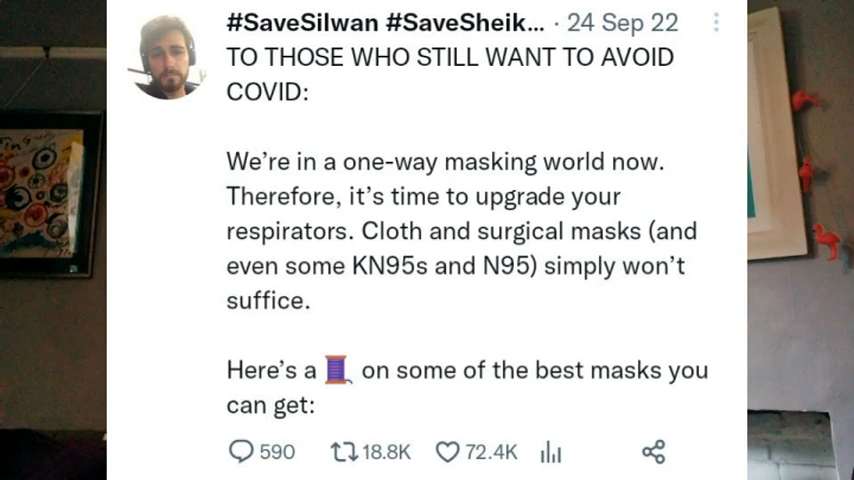 #SaveSilwan #SaveSheik... · 24 Sep 22
TO THOSE WHO STILL WANT TO AVOID
COVID:
We’re in a one-way masking world now.
Therefore, it’s time to upgrade your
respirators. Cloth and surgical masks (and
even some KN95s and N95) simply won’t
suffice.
Here’s a 🧵 on some of the best masks you
can get:
590 18.8K 72.4K